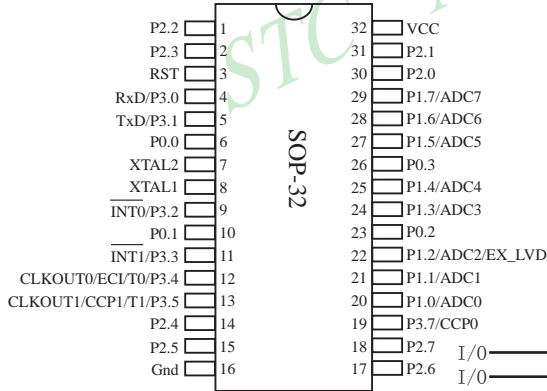 P2.2 1 32 VCC
P2.3 2 31 P2.1
RST 3 30 P2.0
RxD/P3.0 4 29 P1.7/ADC7
TxD/P3.1 5 28 P1.6/ADC6
P0.0 6 27 P1.5/ADC5
XTAL2 7 26 P0.3
XTAL1 8 25 P1.4/ADC4
INT0/P3.2 9 24 P1.3/ADC3
P0.1 10 23 P0.2
INT1/P3.3 11 22 P1.2/ADC2/EX_LVD
CLKOUT0/ECI/T0/P3.4 12 21 P1.1/ADC1
CLKOUT1/CCP1/T1/P3.5 13 20 P1.0/ADC0
P2.4 14 19 P3.7/CCP0
P2.5 15 18 P2.7 I/O
Gnd 16 17 P2.6 I/O
SOP-32
STC